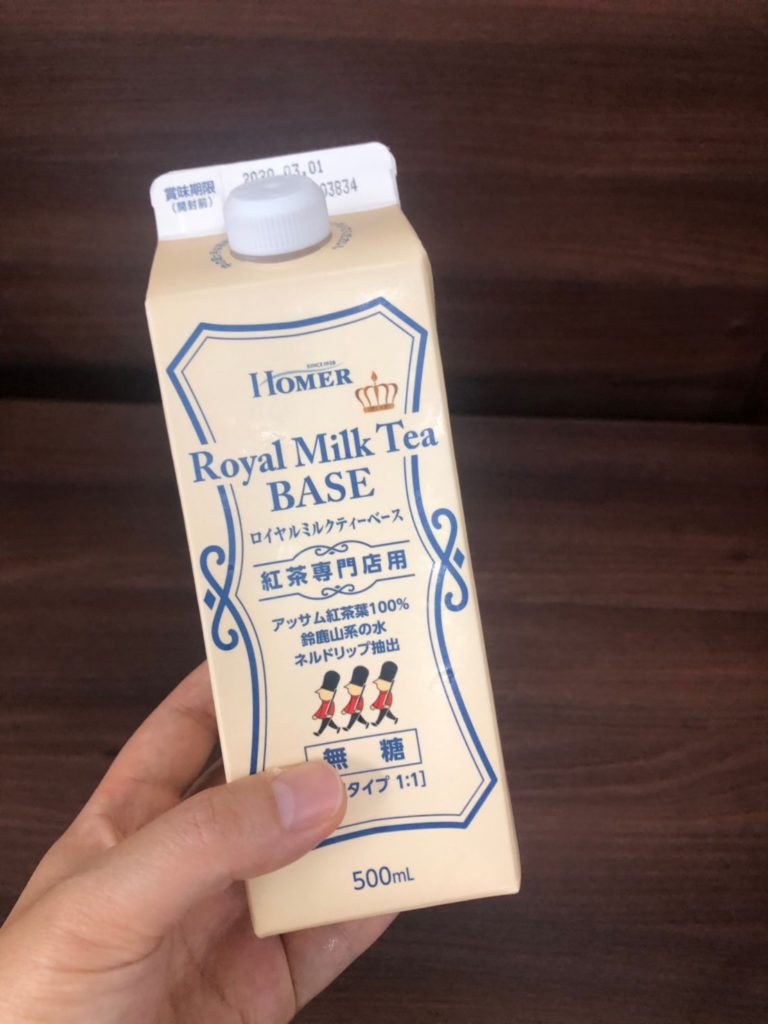 賞味期限
(開封前)
2020.03.01
03834
SINCE 1928
HOMER
Royal Milk Tea
BASE
ロイヤルミルクティーベース
紅茶専門店用
アッサム紅茶葉100%
鈴鹿山系の水
ネルドリップ抽出
無 糖
タイプ 1:1]
500mL